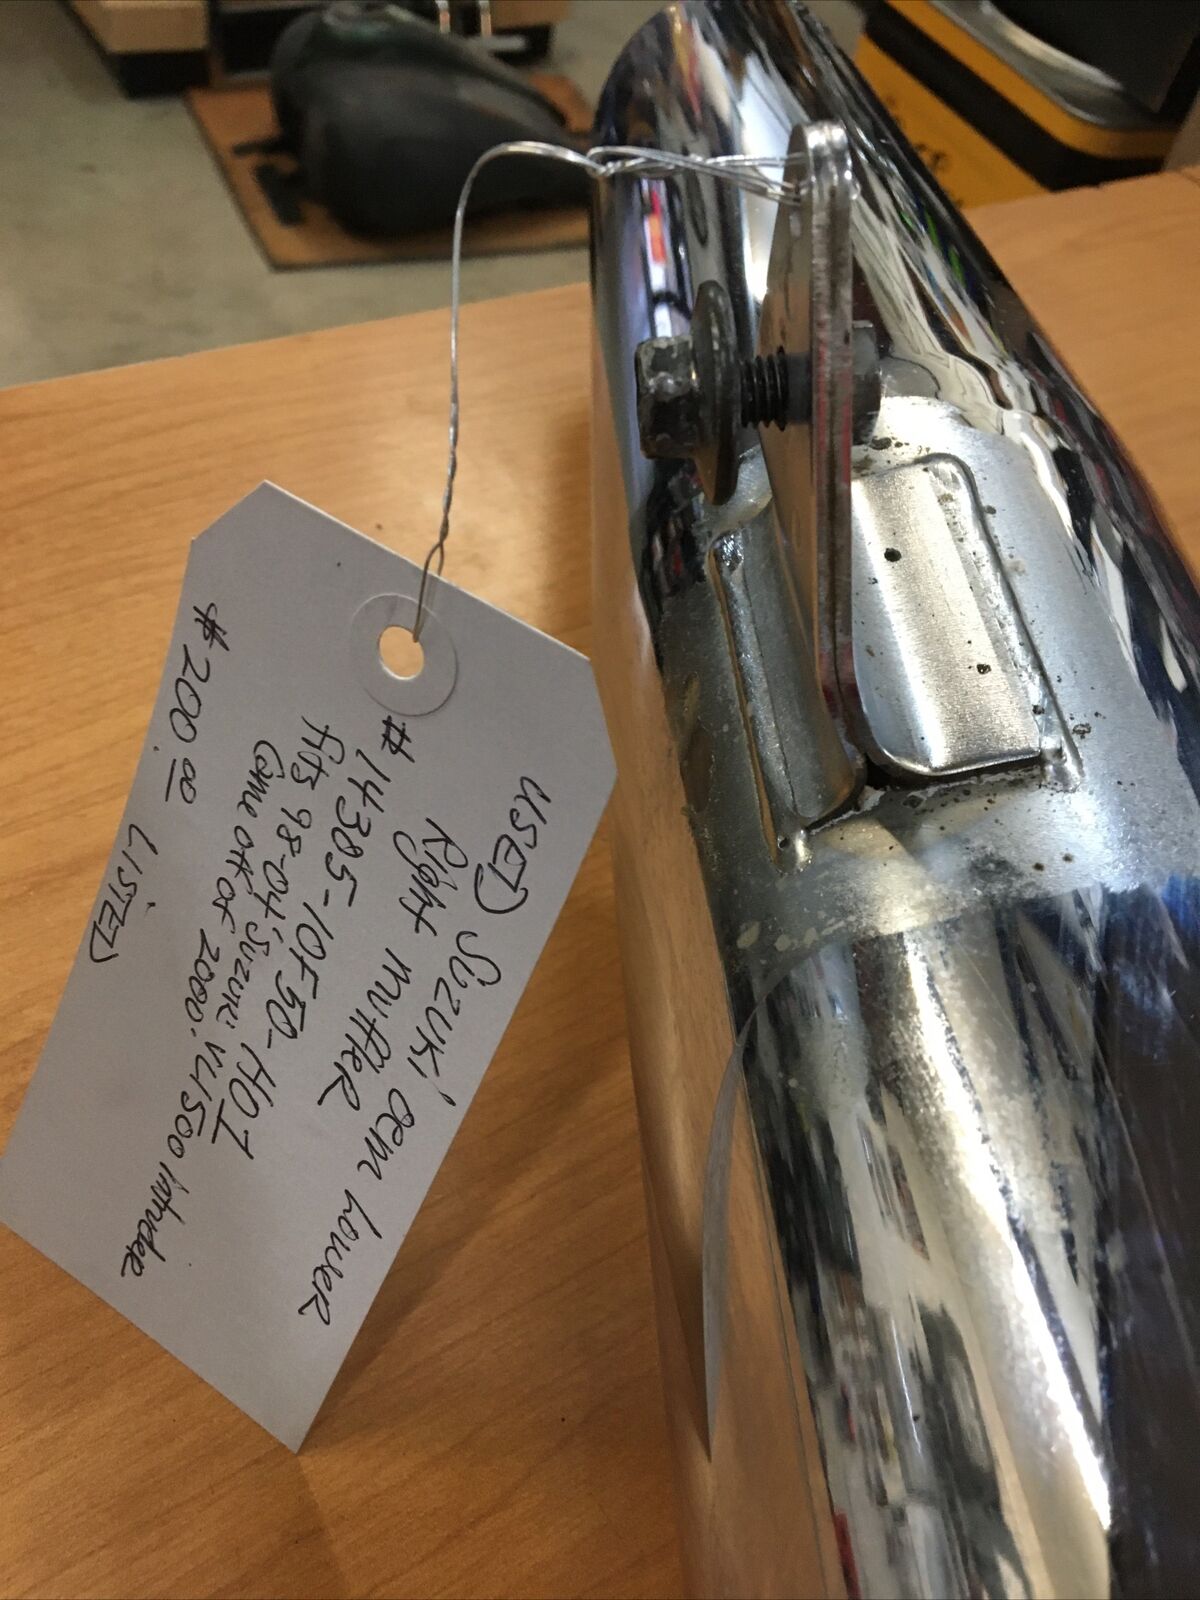 USED SUZUKI OEM LOWER
Right MUFFLER
#14305-10F50-H01
Fits 98-04 SUZUKI VL1500 Intruder
Came off of 2000.
$200.00 LISTED